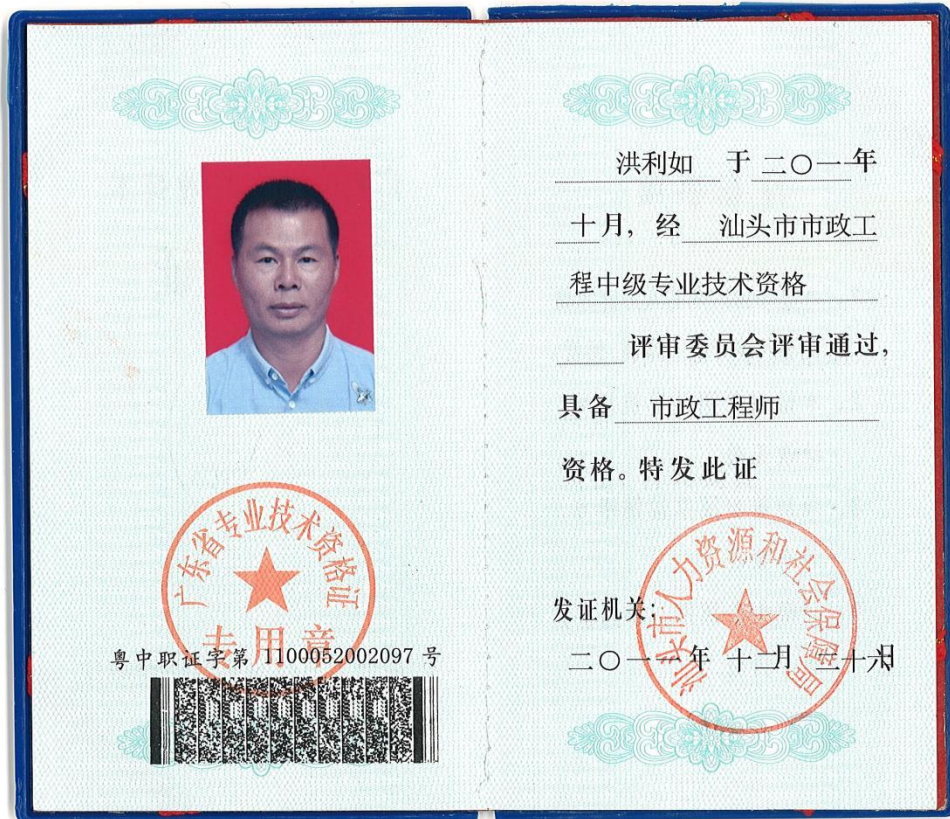 广东省专业技术资格证
专用章
粤中职证字第 1100052002097 号
洪利如 于 二〇一一年
十月，经 汕头市市政工
程中级专业技术资格
评审委员会评审通过，
具备 市政工程师
资格。特发此证
汕头市人力资源和社会保障局
发证机关：
二〇一一年 十二月 二十六日